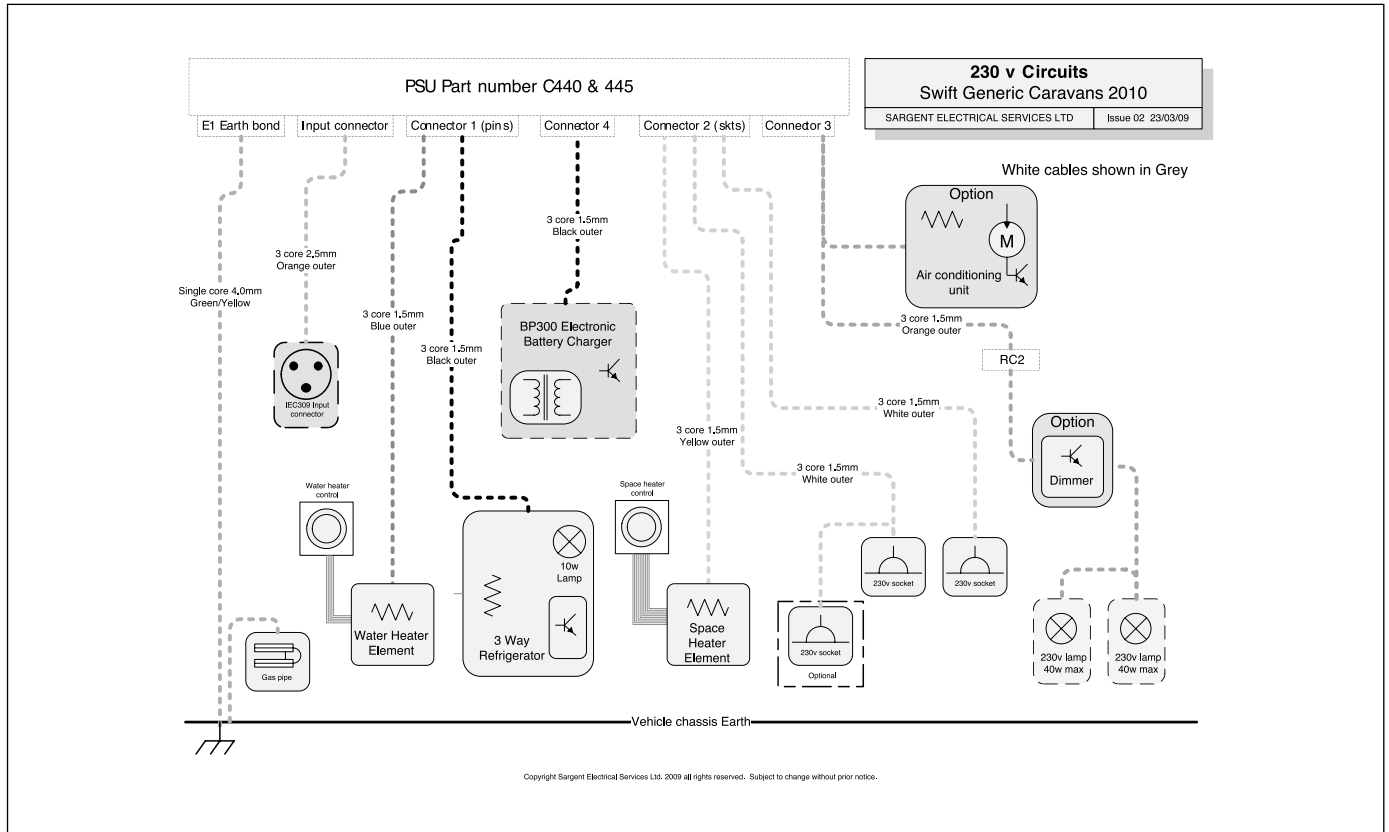 PSU Part number C440 & 445
230 v Circuits
Swift Generic Caravans 2010
SARGENT ELECTRICAL SERVICES LTD
Issue 02 23/03/09
E1 Earth bond
Input connector
Connector 1 (pins)
Connector 4
Connector 2 (skts)
Connector 3
White cables shown in Grey
Option
M
Air conditioning
unit
3 core 1.5mm
Black outer
3 core 2.5mm
Orange outer
Single core 4.0mm
Green/Yellow
3 core 1.5mm
Blue outer
3 core 1.5mm
Black outer
BP300 Electronic
Battery Charger
3 core 1.5mm
Orange outer
RC2
IEC309 Input
connector
3 core 1.5mm
White outer
3 core 1.5mm
Yellow outer
Option
Dimmer
3 core 1.5mm
White outer
Water heater
control
Space heater
control
10w
Lamp
230v socket
230v socket
Water Heater
Element
3 Way
Refrigerator
Space
Heater
Element
230v socket
Optional
230v lamp
40w max
230v lamp
40w max
Gas pipe
Vehicle chassis Earth
Copyright Sargent Electrical Services Ltd. 2009 all rights reserved. Subject to change without prior notice.